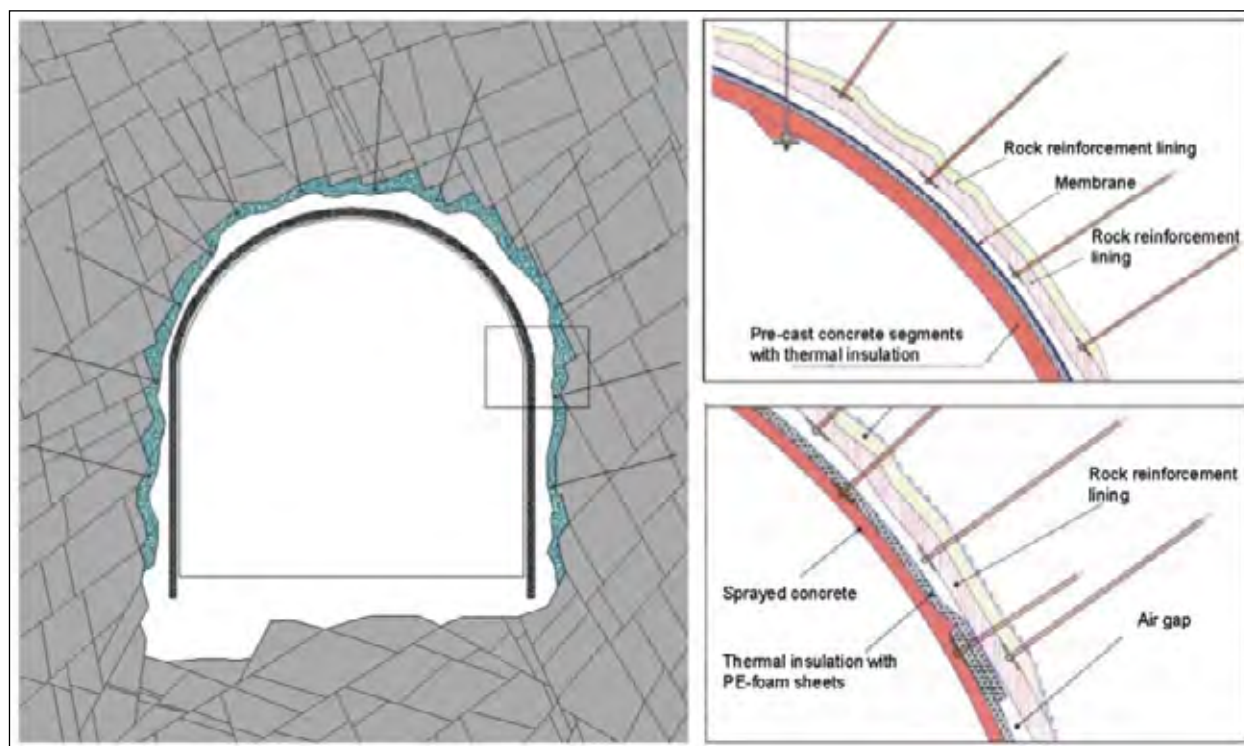 Rock reinforcement lining
Membrane
Rock reinforcement
lining
Pre-cast concrete segments
with thermal insulation
Rock reinforcement
lining
Sprayed concrete
Air gap
Thermal insulation with
PE-foam sheets